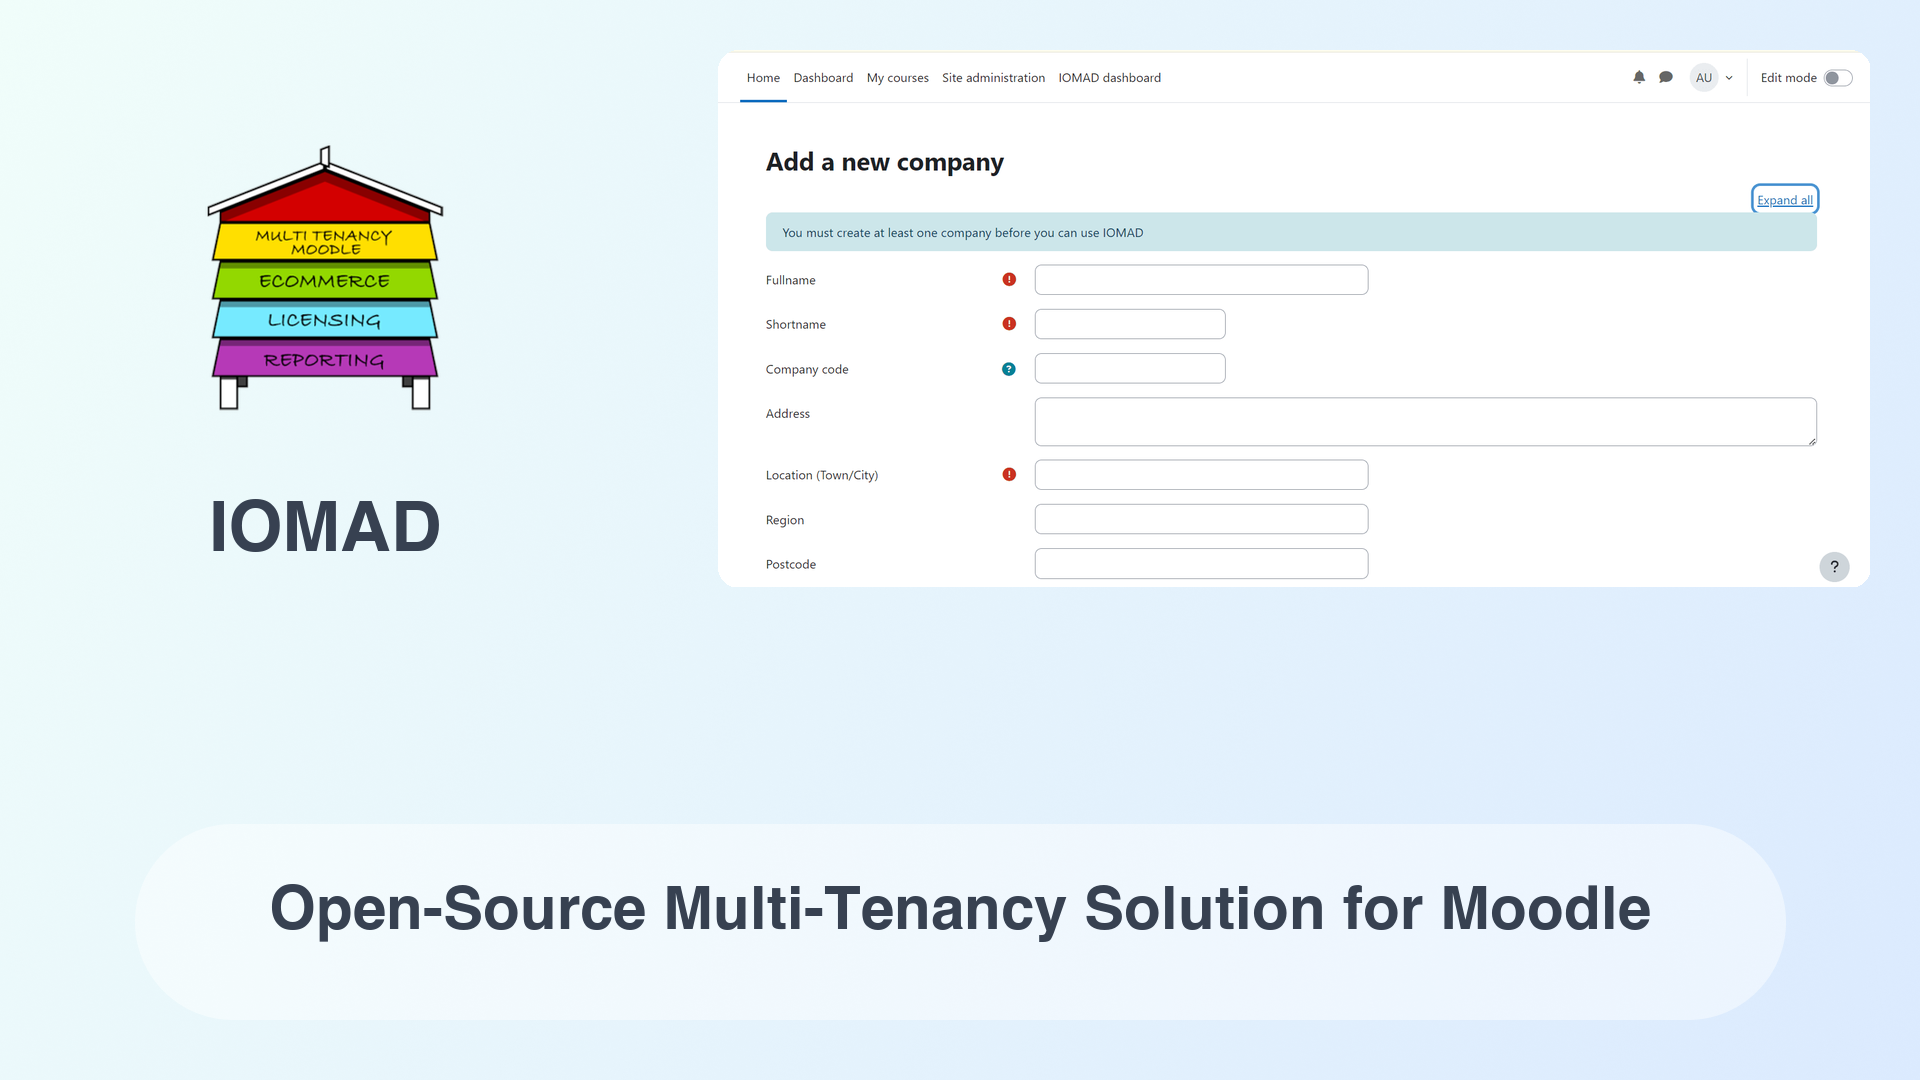 MULTI TENANCY
MOODLE
ECOMMERCE
LICENSING
REPORTING
IOMAD
Home Dashboard My courses Site administration IOMAD dashboard AU Edit mode
Add a new company
Expand all
You must create at least one company before you can use IOMAD
Fullname !
Shortname !
Company code ?
Address
Location (Town/City) !
Region
Postcode
?
Open-Source Multi-Tenancy Solution for Moodle